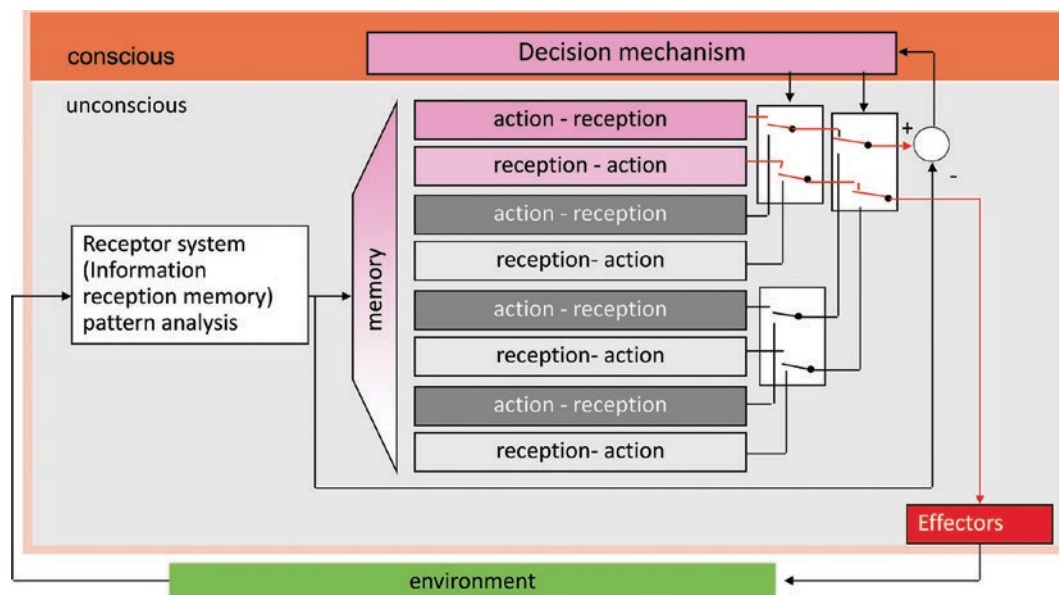 conscious
Decision mechanism
unconscious
action - reception
reception - action
action - reception
reception- action
action - reception
reception- action
action - reception
reception- action
memory
Receptor system
(Information
reception memory)
pattern analysis
+
-
Effectors
environment